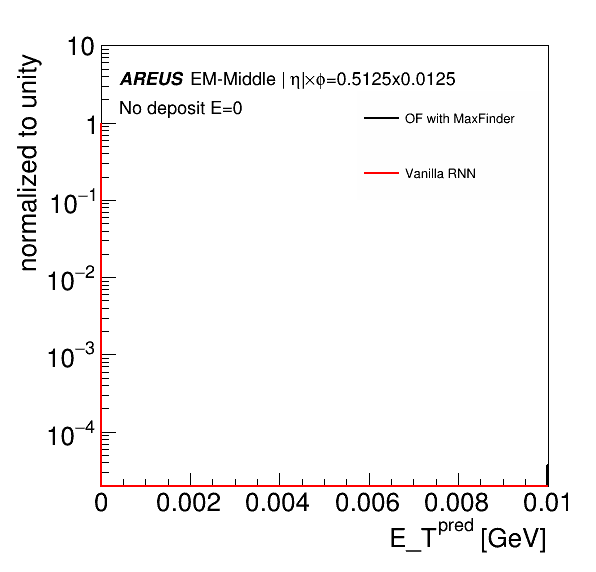 normalized to unity
10
AREUS EM-Middle | η|×ϕ=0.5125x0.0125
No deposit E=0
OF with MaxFinder
1
Vanilla RNN
10⁻¹
10⁻²
10⁻³
10⁻⁴
0 0.002 0.004 0.006 0.008 0.01
E_T^pred [GeV]